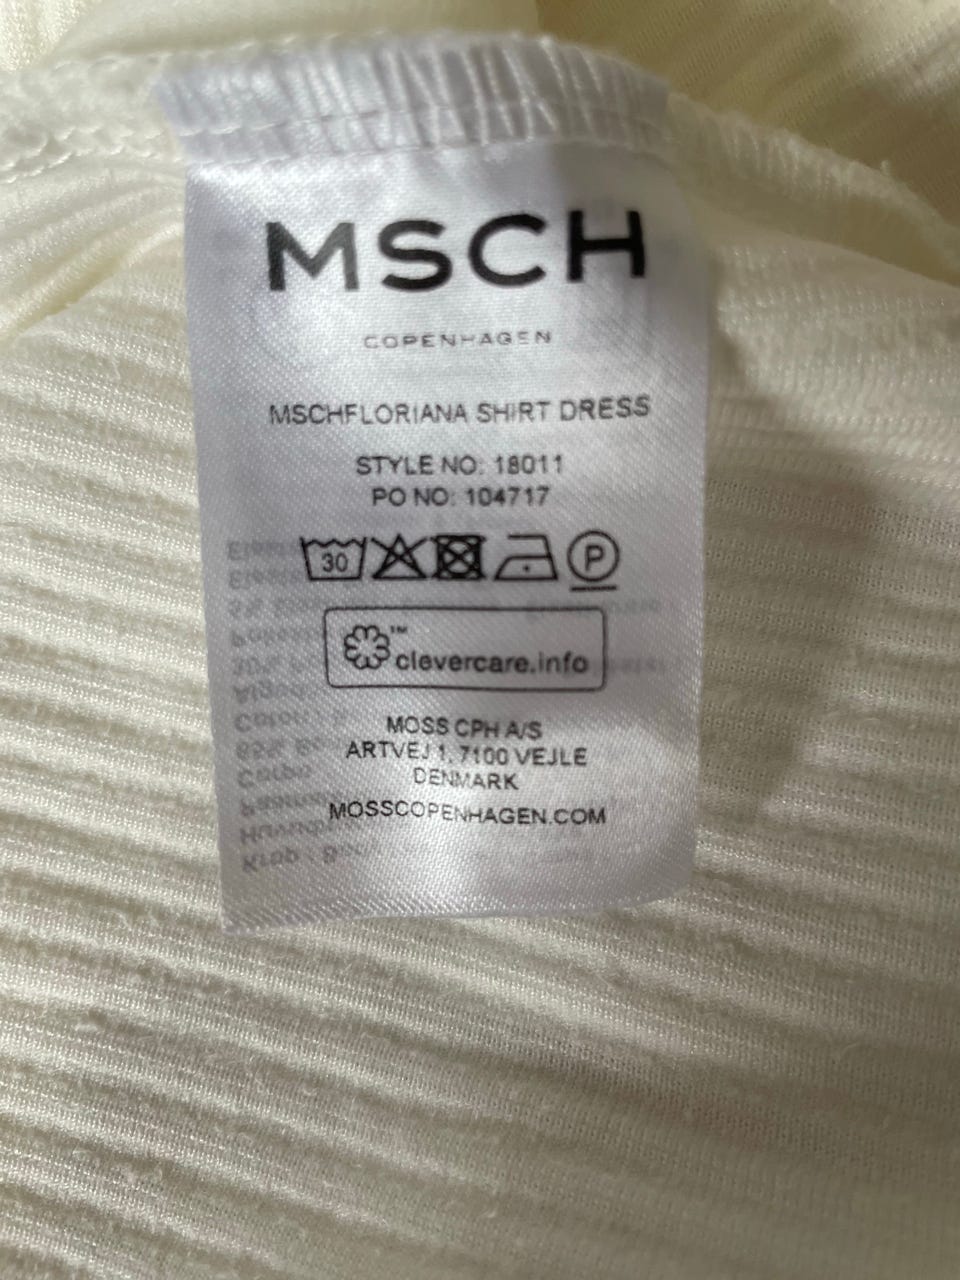 MSCH
COPENHAGEN
MSCHFLORIANA SHIRT DRESS
STYLE NO: 18011
PO NO: 104717
30 P
™
clevercare.info
MOSS CPH A/S
ARTVEJ 1, 7100 VEJLE
DENMARK
MOSSCOPENHAGEN.COM